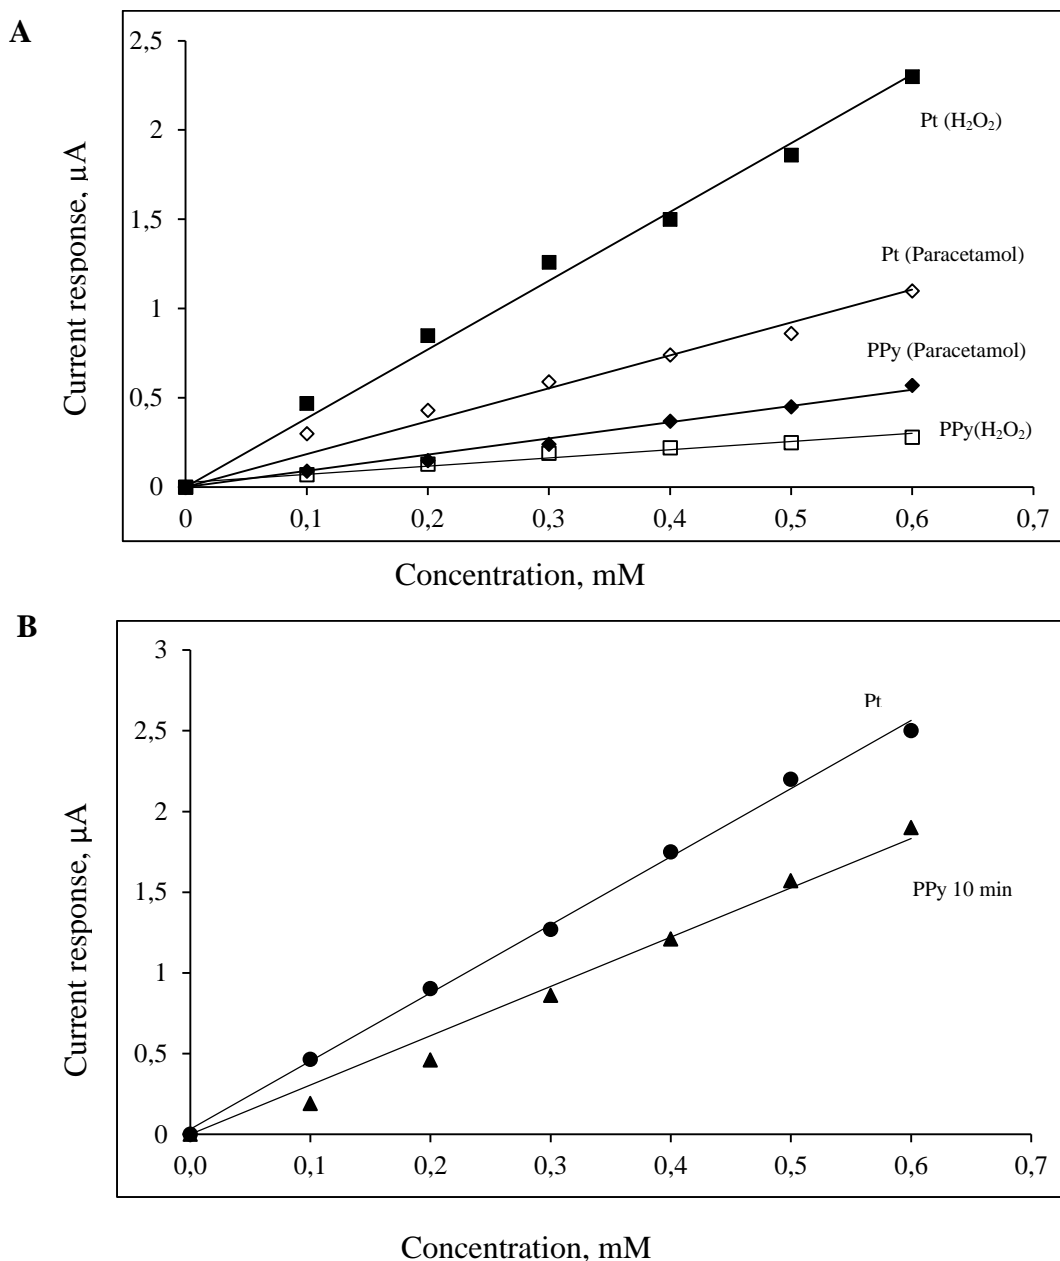 A
2,5
2
1,5
1
0,5
0
Current response, µA
Pt (H₂O₂)
Pt (Paracetamol)
PPy (Paracetamol)
PPy(H₂O₂)
0 0,1 0,2 0,3 0,4 0,5 0,6 0,7
Concentration, mM
B
3
2,5
2
1,5
1
0,5
0
Current response, µA
Pt
PPy 10 min
0,0 0,1 0,2 0,3 0,4 0,5 0,6 0,7
Concentration, mM